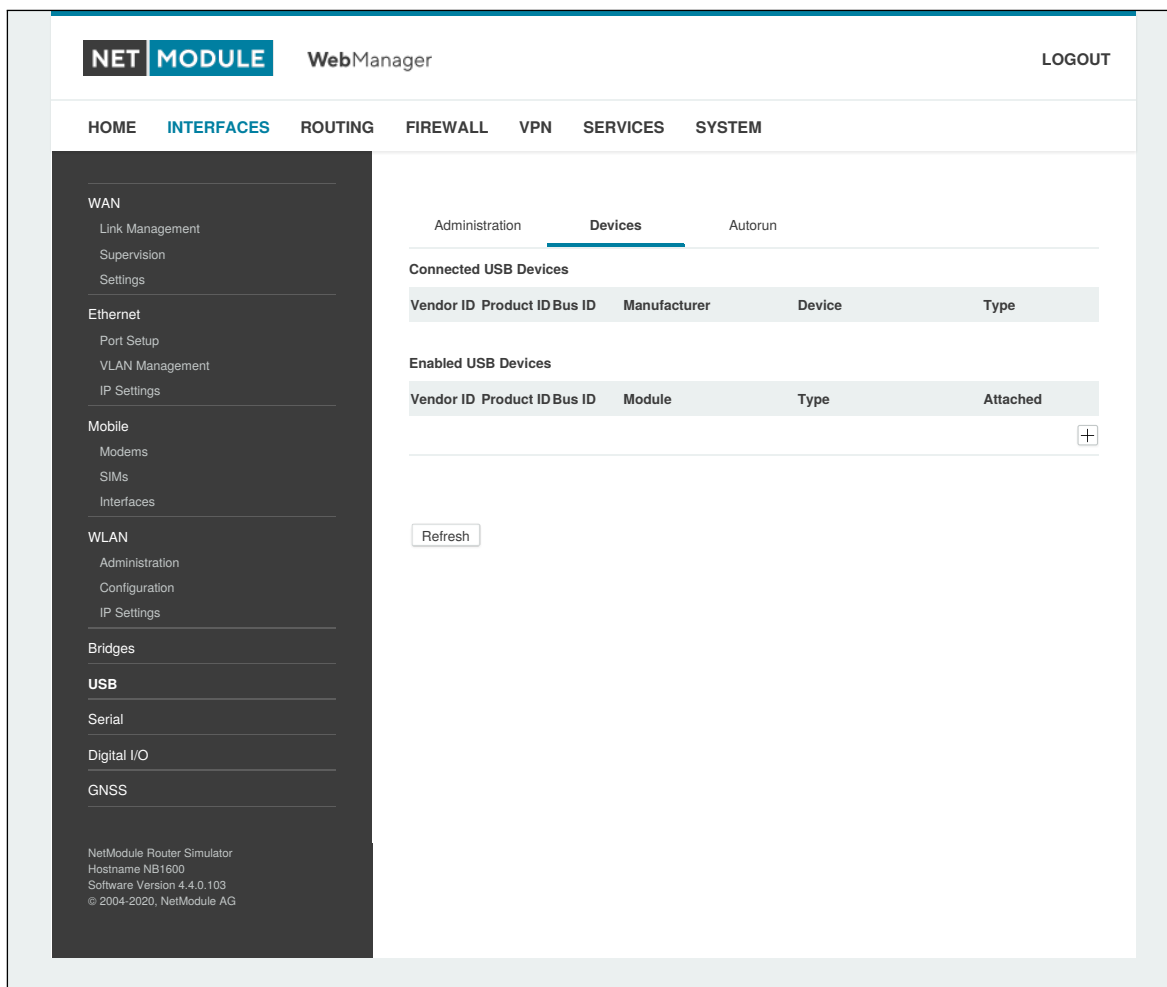 NET MODULE WebManager LOGOUT
HOME INTERFACES ROUTING FIREWALL VPN SERVICES SYSTEM
WAN
Link Management
Supervision
Settings
Ethernet
Port Setup
VLAN Management
IP Settings
Mobile
Modems
SIMs
Interfaces
WLAN
Administration
Configuration
IP Settings
Bridges
USB
Serial
Digital I/O
GNSS
NetModule Router Simulator
Hostname NB1600
Software Version 4.4.0.103
© 2004-2020, NetModule AG
Administration Devices Autorun
Connected USB Devices
Vendor ID Product ID Bus ID Manufacturer Device Type
Enabled USB Devices
Vendor ID Product ID Bus ID Module Type Attached
Refresh